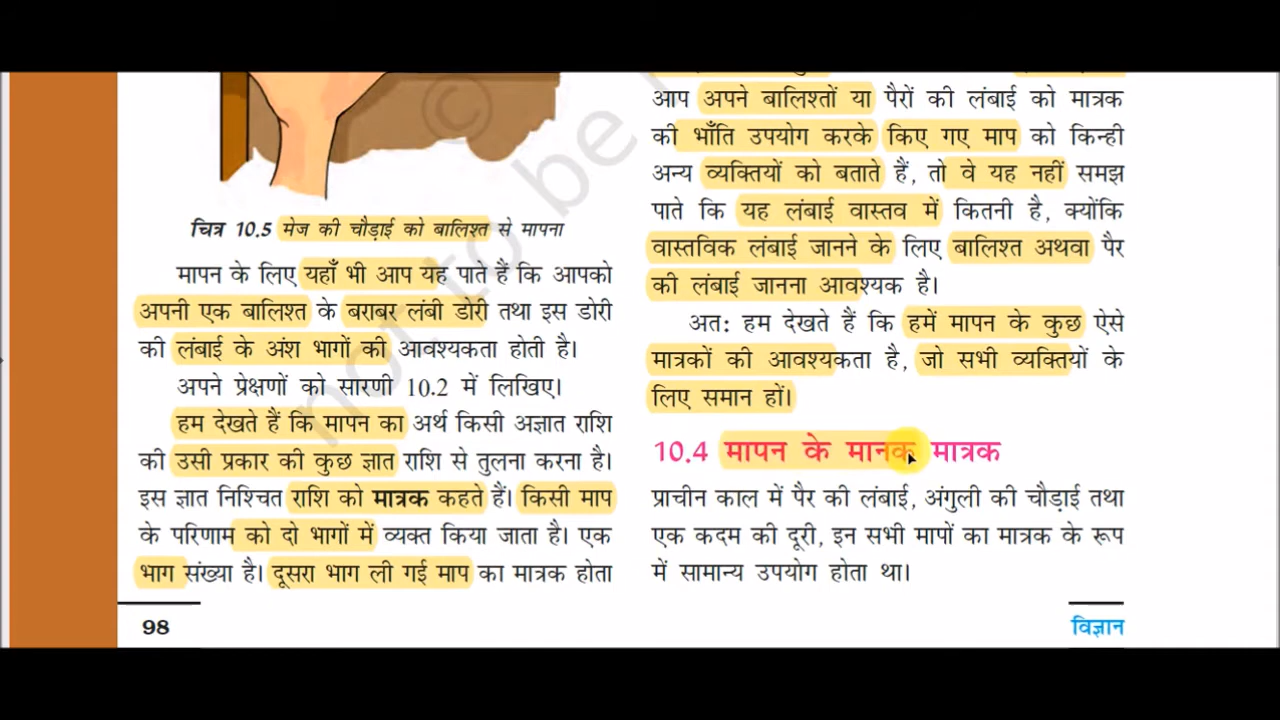 चित्र 10.5 मेज की चौड़ाई को बालिश्त से मापना
मापन के लिए यहाँ भी आप यह पाते हैं कि आपको
अपनी एक बालिश्त के बराबर लंबी डोरी तथा इस डोरी
की लंबाई के अंश भागों की आवश्यकता होती है।
अपने प्रेक्षणों को सारणी 10.2 में लिखिए।
हम देखते हैं कि मापन का अर्थ किसी अज्ञात राशि
की उसी प्रकार की कुछ ज्ञात राशि से तुलना करना है।
इस ज्ञात निश्चित राशि को मात्रक कहते हैं। किसी माप
के परिणाम को दो भागों में व्यक्त किया जाता है। एक
भाग संख्या है। दूसरा भाग ली गई माप का मात्रक होता
98
आप अपने बालिश्तों या पैरों की लंबाई को मात्रक
की भाँति उपयोग करके किए गए माप को किन्ही
अन्य व्यक्तियों को बताते हैं, तो वे यह नहीं समझ
पाते कि यह लंबाई वास्तव में कितनी है, क्योंकि
वास्तविक लंबाई जानने के लिए बालिश्त अथवा पैर
की लंबाई जानना आवश्यक है।
अत: हम देखते हैं कि हमें मापन के कुछ ऐसे
मात्रकों की आवश्यकता है, जो सभी व्यक्तियों के
लिए समान हों।
10.4 मापन के मानक मात्रक
प्राचीन काल में पैर की लंबाई, अंगुली की चौड़ाई तथा
एक कदम की दूरी, इन सभी मापों का मात्रक के रूप
में सामान्य उपयोग होता था।
विज्ञान
©
not to be